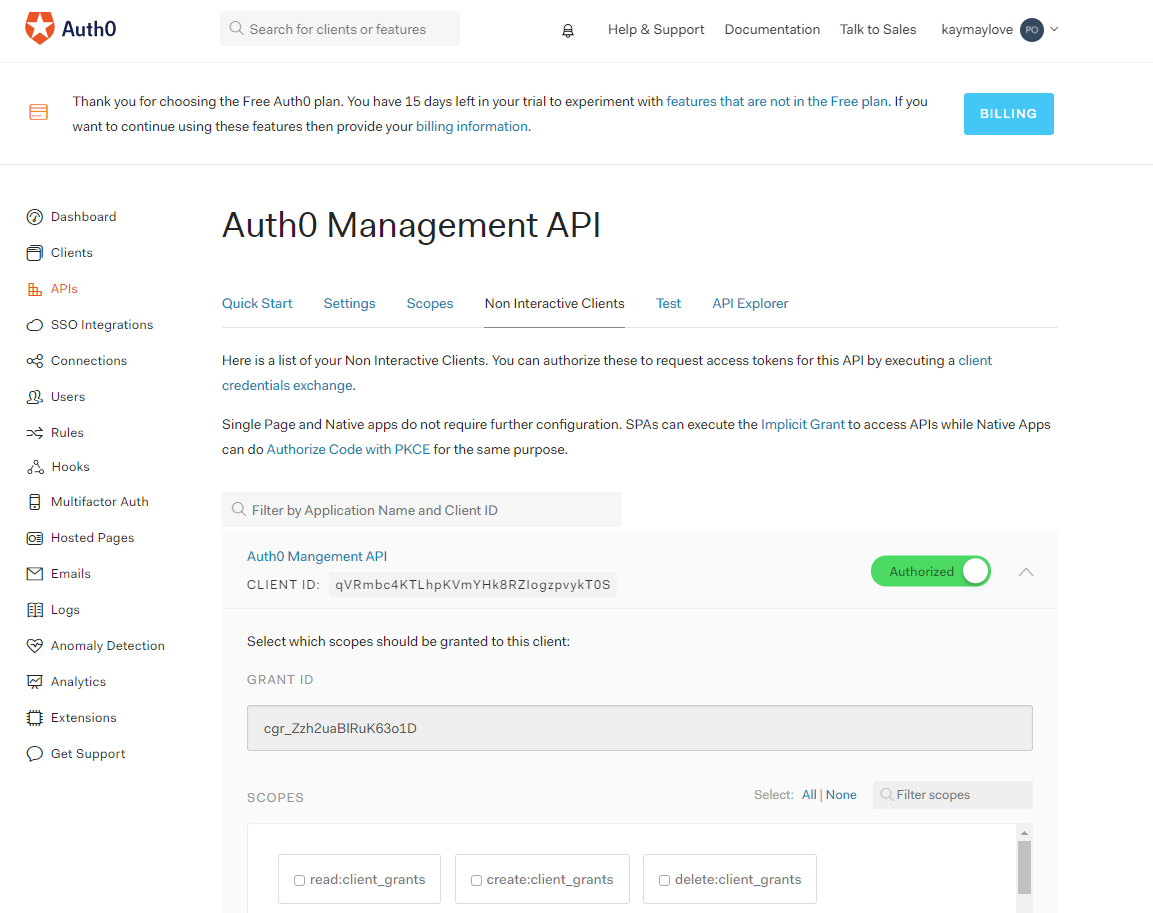 Auth0
Search for clients or features
Help & Support
Documentation
Talk to Sales
kaymaylove
PO
Thank you for choosing the Free Auth0 plan. You have 15 days left in your trial to experiment with features that are not in the Free plan. If you
want to continue using these features then provide your billing information.
BILLING
Dashboard
Clients
APIs
SSO Integrations
Connections
Users
Rules
Hooks
Multifactor Auth
Hosted Pages
Emails
Logs
Anomaly Detection
Analytics
Extensions
Get Support
Auth0 Management API
Quick Start
Settings
Scopes
Non Interactive Clients
Test
API Explorer
Here is a list of your Non Interactive Clients. You can authorize these to request access tokens for this API by executing a client
credentials exchange.
Single Page and Native apps do not require further configuration. SPAs can execute the Implicit Grant to access APIs while Native Apps
can do Authorize Code with PKCE for the same purpose.
Filter by Application Name and Client ID
Auth0 Mangement API
CLIENT ID: qVRmbc4KTLhpKVmYHk8RZIogzpvykT0S
Authorized
Select which scopes should be granted to this client:
GRANT ID
cgr_Zzh2uaBlRuK63o1D
SCOPES
Select: All | None
Filter scopes
read:client_grants
create:client_grants
delete:client_grants